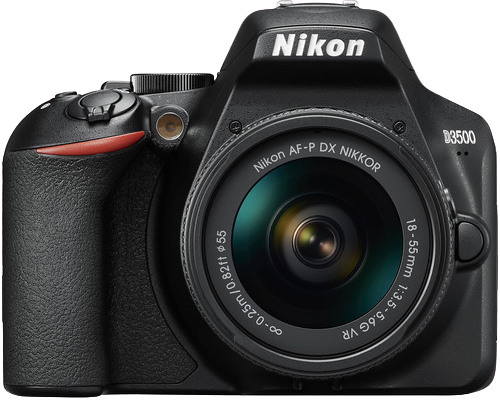 Nikon
D3500
Nikon AF-P DX NIKKOR
18-55mm 1:3.5-5.6G VR
∞-0.25m/0.82ft ⌀55